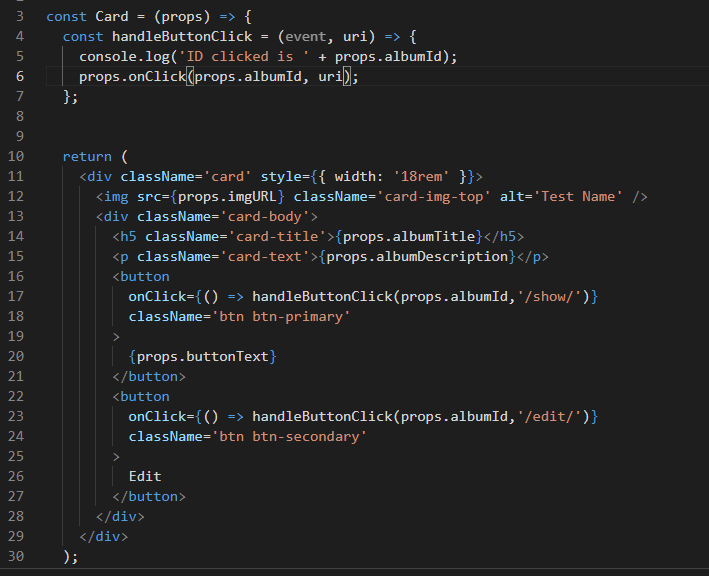 3 const Card = (props) => {
4   const handleButtonClick = (event, uri) => {
5     console.log('ID clicked is ' + props.albumId);
6     props.onClick(props.albumId, uri);
7   };
8
9
10   return (
11     <div className='card' style={{ width: '18rem' }}>
12       <img src={props.imgURL} className='card-img-top' alt='Test Name' />
13       <div className='card-body'>
14         <h5 className='card-title'>{props.albumTitle}</h5>
15         <p className='card-text'>{props.albumDescription}</p>
16         <button
17           onClick={() => handleButtonClick(props.albumId,'/show/')}
18           className='btn btn-primary'
19         >
20           {props.buttonText}
21         </button>
22         <button
23           onClick={() => handleButtonClick(props.albumId,'/edit/')}
24           className='btn btn-secondary'
25         >
26           Edit
27         </button>
28       </div>
29     </div>
30   );